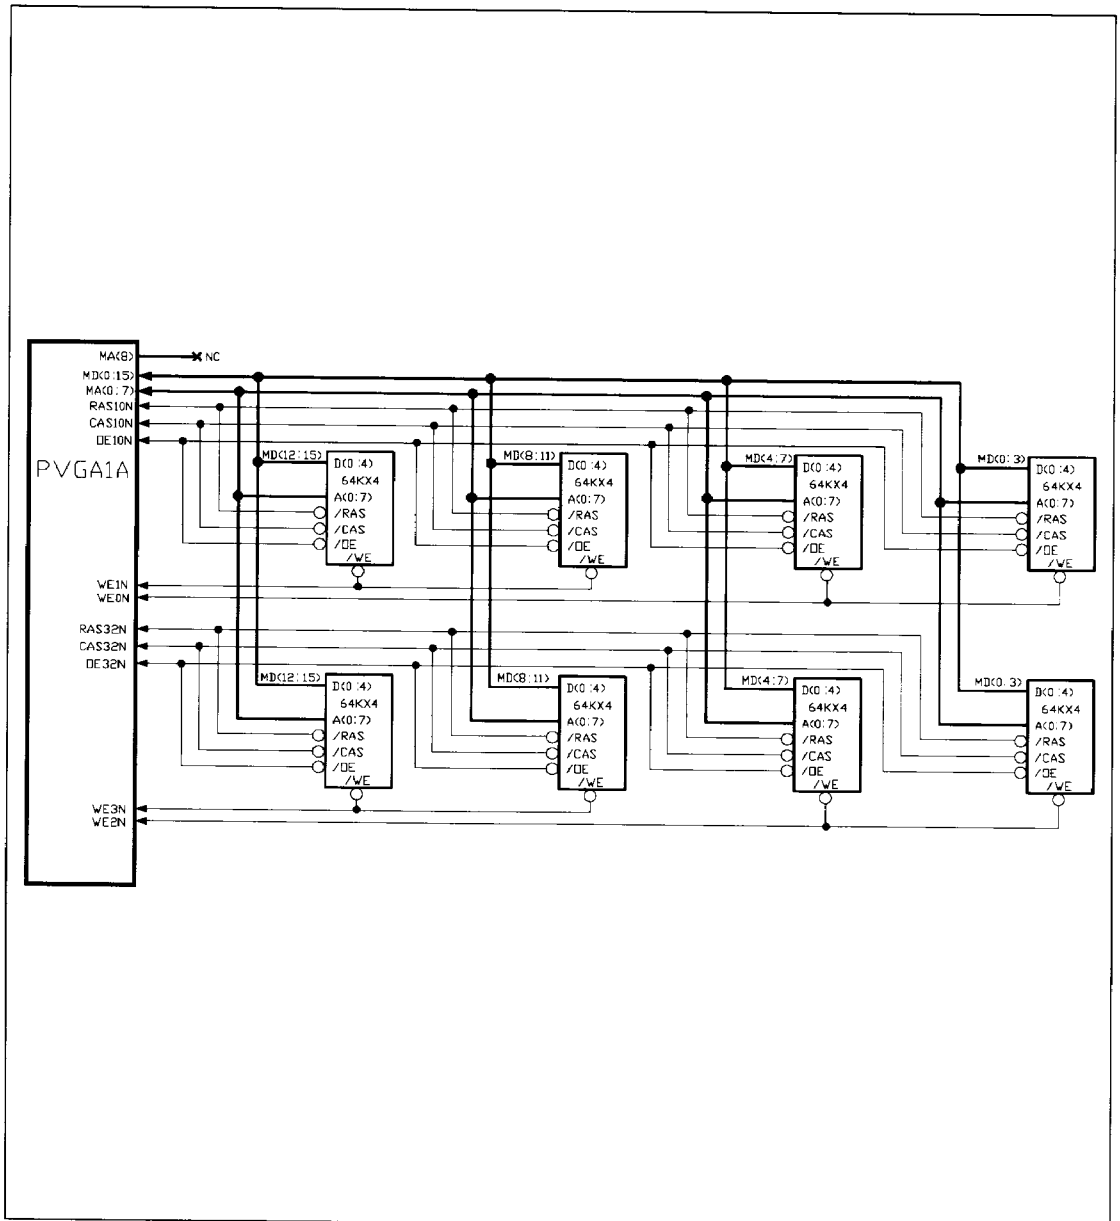 MA(8)
NC
MD(0:15)
MA(0:7)
RAS10N
CAS10N
OE10N
PVGA1A
WE1N
WE0N
RAS32N
CAS32N
OE32N
WE3N
WE2N
MD(12:15)
D(0:4)
64KX4
A(0:7)
/RAS
/CAS
/OE
/WE
MD(8:11)
D(0:4)
64KX4
A(0:7)
/RAS
/CAS
/OE
/WE
MD(4:7)
D(0:4)
64KX4
A(0:7)
/RAS
/CAS
/OE
/WE
MD(0:3)
D(0:4)
64KX4
A(0:7)
/RAS
/CAS
/OE
/WE
MD(12:15)
D(0:4)
64KX4
A(0:7)
/RAS
/CAS
/OE
/WE
MD(8:11)
D(0:4)
64KX4
A(0:7)
/RAS
/CAS
/OE
/WE
MD(4:7)
D(0:4)
64KX4
A(0:7)
/RAS
/CAS
/OE
/WE
MD(0:3)
D(0:4)
64KX4
A(0:7)
/RAS
/CAS
/OE
/WE